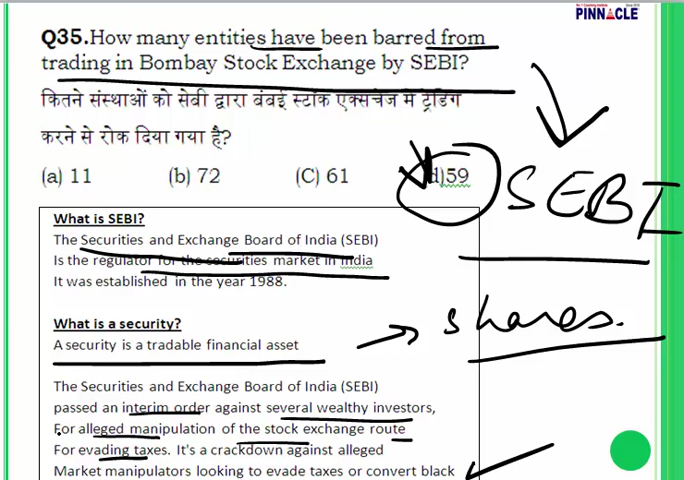 PINNACLE
Q35.How many entities have been barred from
trading in Bombay Stock Exchange by SEBI?
कितने संस्थाओं को सेबी द्वारा बंबई स्टॉक एक्सचेंज में ट्रेडिंग
करने से रोक दिया गया है?
(a) 11 (b) 72 (C) 61 d)59
SEBI
What is SEBI?
The Securities and Exchange Board of India (SEBI)
Is the regulator for the securities market in India
It was established in the year 1988.
shares.
What is a security?
A security is a tradable financial asset
The Securities and Exchange Board of India (SEBI)
passed an interim order against several wealthy investors,
For alleged manipulation of the stock exchange route
For evading taxes. It's a crackdown against alleged
Market manipulators looking to evade taxes or convert black